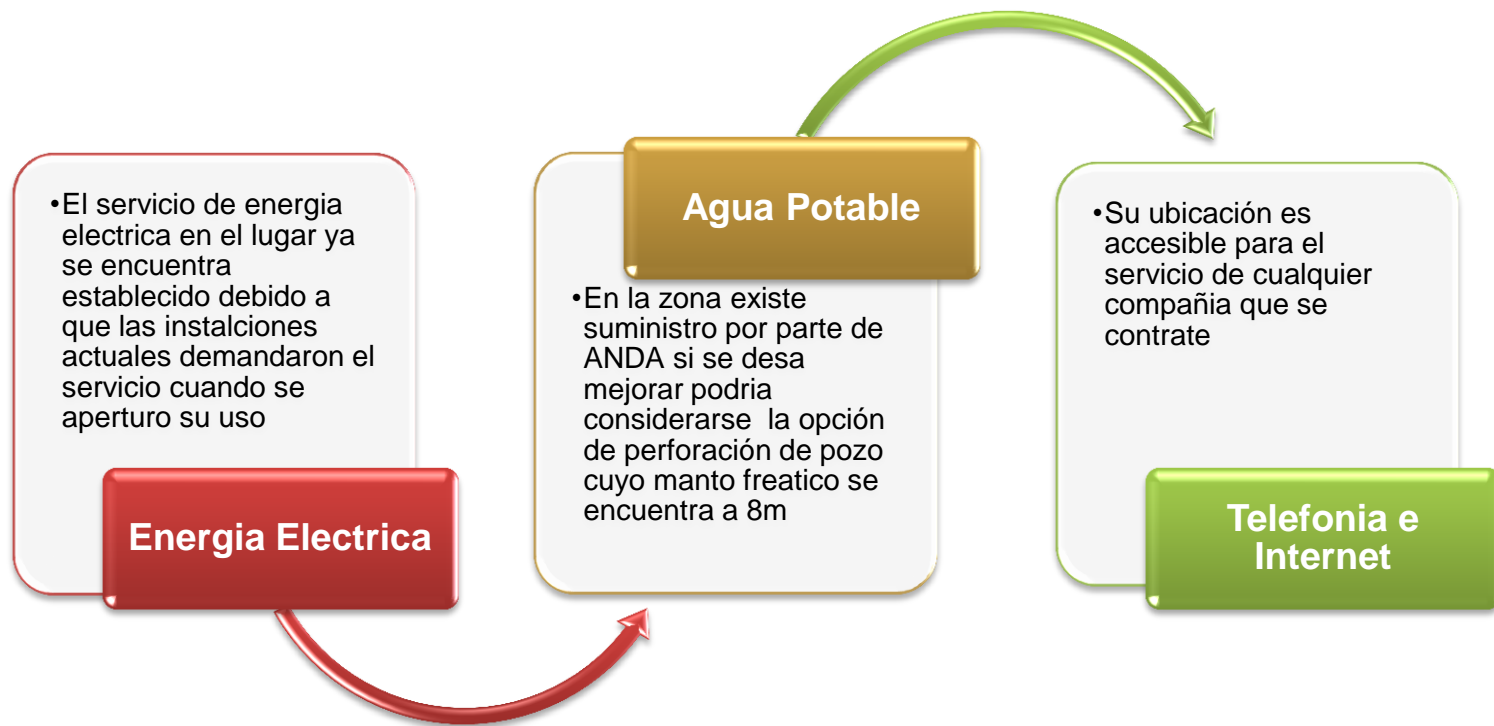 •El servicio de energia
electrica en el lugar ya
se encuentra
establecido debido a
que las instalciones
actuales demandaron el
servicio cuando se
aperturo su uso
Energia Electrica
Agua Potable
•En la zona existe
suministro por parte de
ANDA si se desa
mejorar podria
considerarse  la opción
de perforación de pozo
cuyo manto freatico se
encuentra a 8m
•Su ubicación es
accesible para el
servicio de cualquier
compañia que se
contrate
Telefonia e
Internet